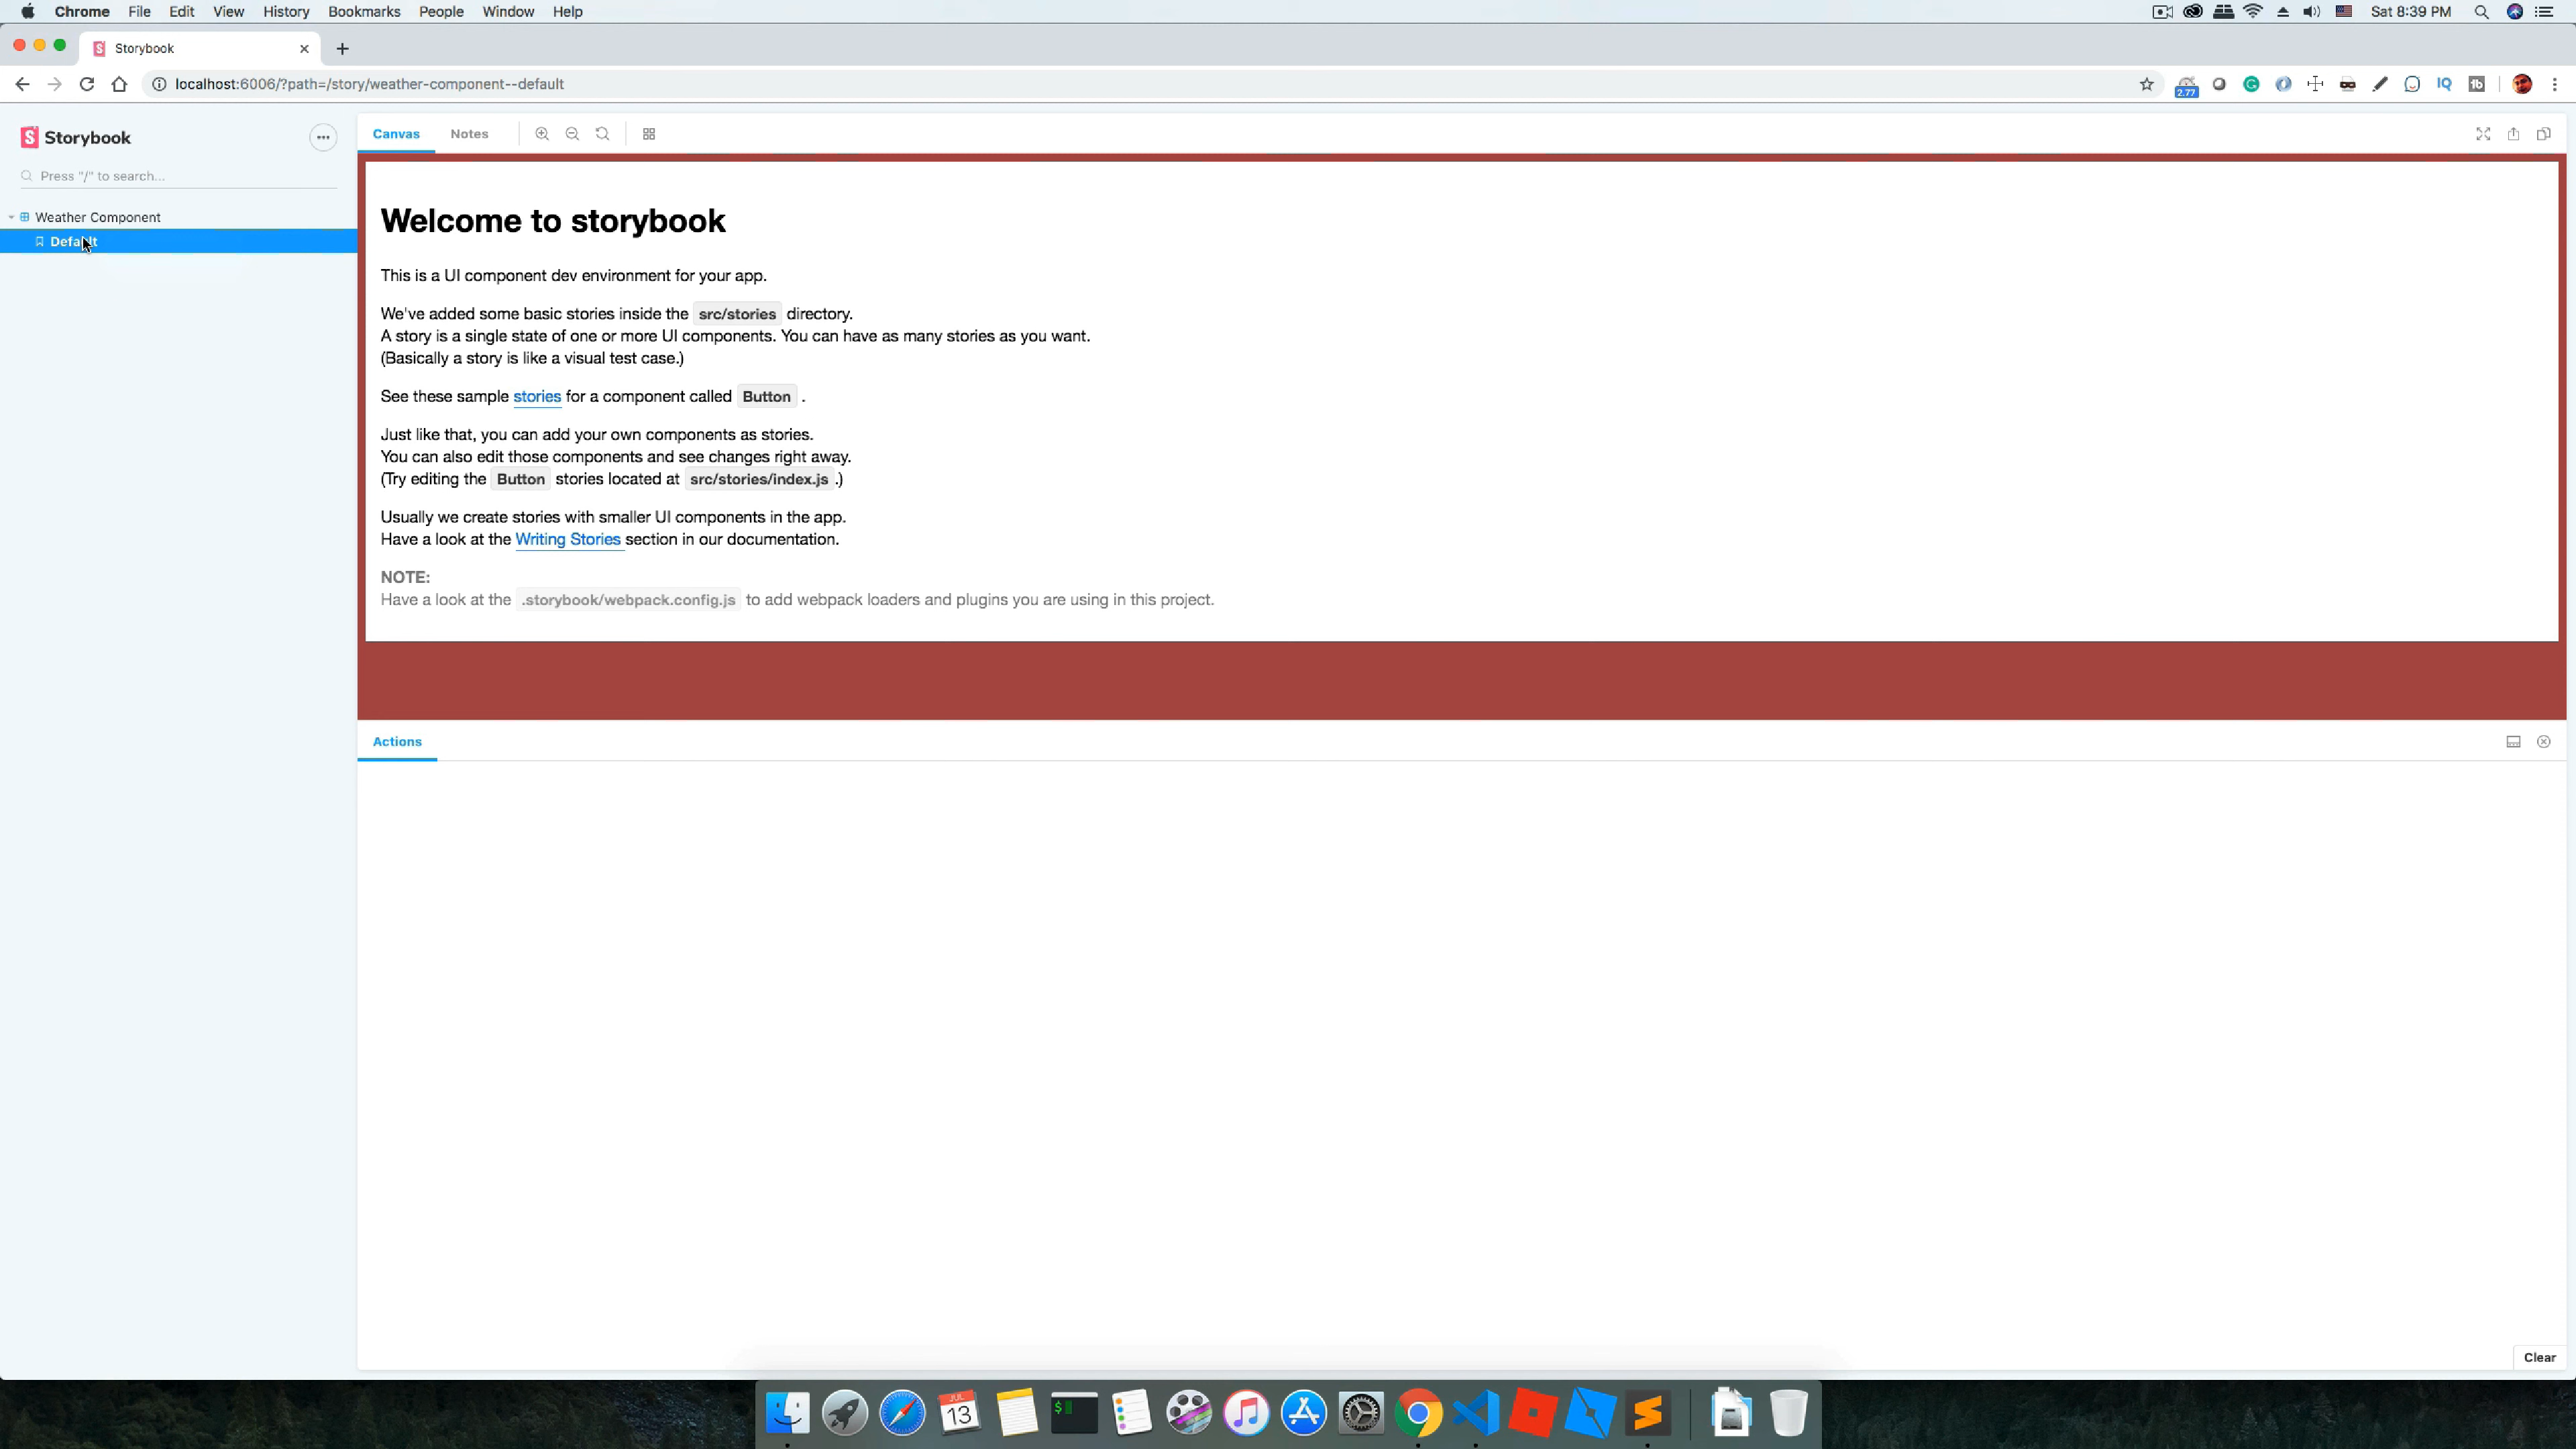 Chrome File Edit View History Bookmarks People Window Help
Sat 8:39 PM
Storybook
localhost:6006/?path=/story/weather-component--default
2.77
IQ
Storybook
Press "/" to search...
Weather Component
Default
Canvas Notes
Welcome to storybook
This is a UI component dev environment for your app.
We've added some basic stories inside the src/stories directory.
A story is a single state of one or more UI components. You can have as many stories as you want.
(Basically a story is like a visual test case.)
See these sample stories for a component called Button .
Just like that, you can add your own components as stories.
You can also edit those components and see changes right away.
(Try editing the Button stories located at src/stories/index.js .)
Usually we create stories with smaller UI components in the app.
Have a look at the Writing Stories section in our documentation.
NOTE:
Have a look at the .storybook/webpack.config.js to add webpack loaders and plugins you are using in this project.
Actions
Clear
JUL
13